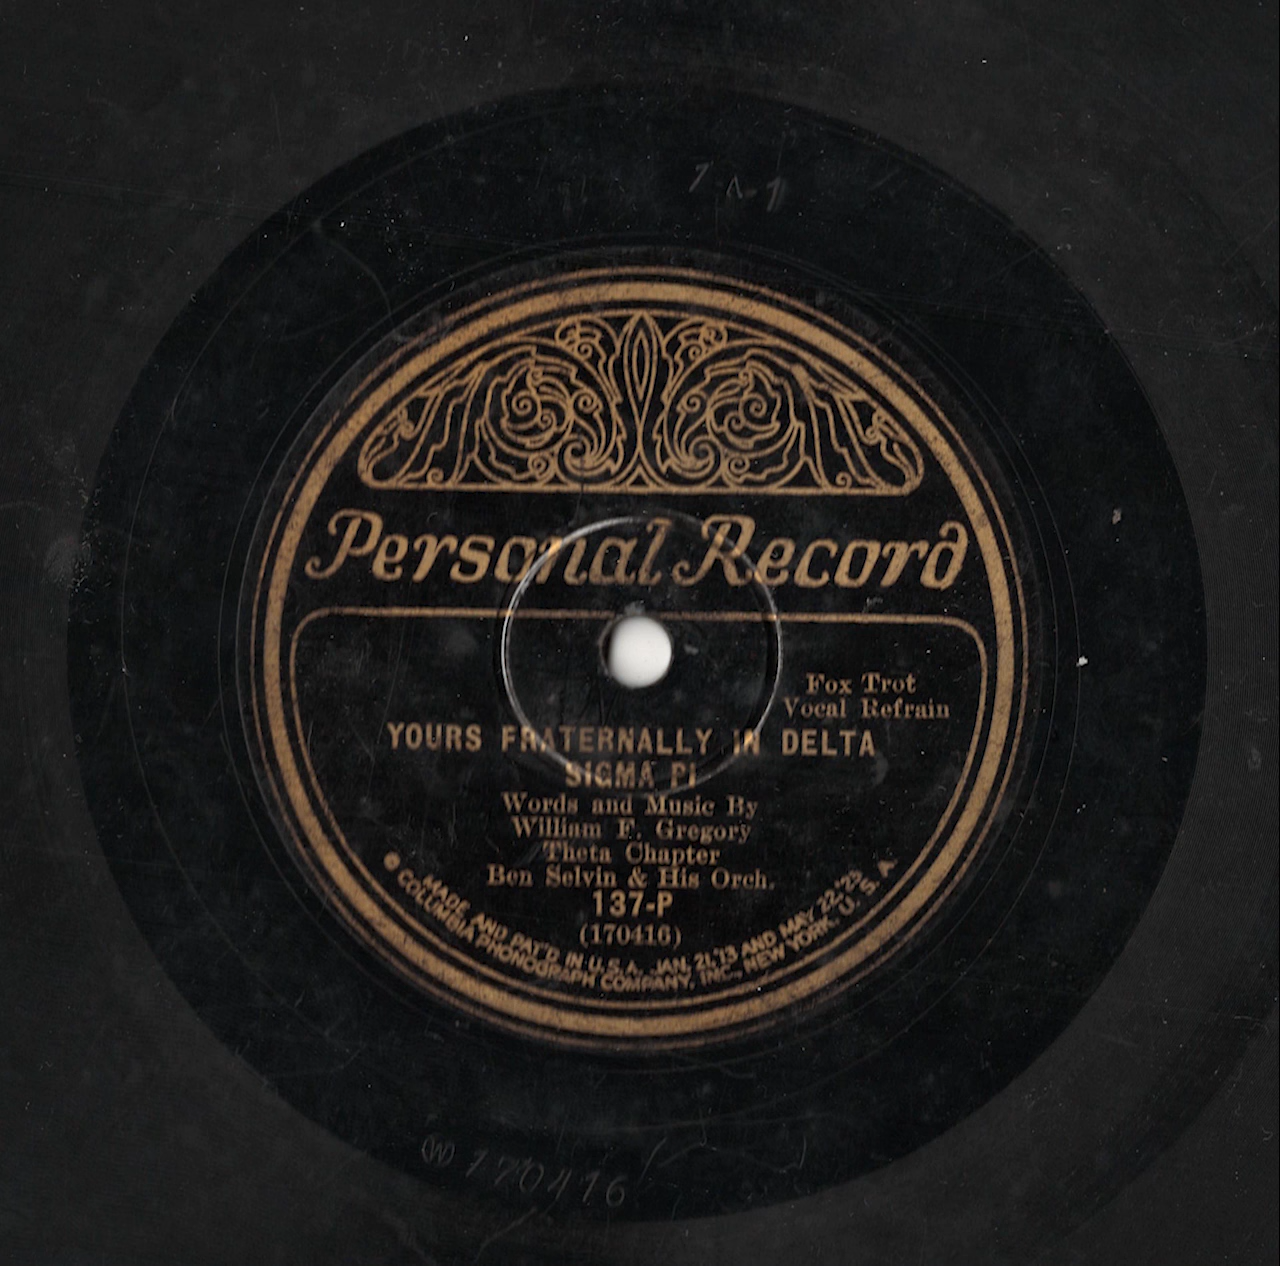 Personal Record
Fox Trot
Vocal Refrain
YOURS FRATERNALLY IN DELTA
SIGMA PI
Words and Music By
William F. Gregory
Theta Chapter
Ben Selvin & His Orch.
137-P
(170416)
MADE AND PAT'D IN U.S.A. JAN. 21,'13 AND MAY 22,'23
COLUMBIA PHONOGRAPH COMPANY, INC., NEW YORK, U.S.A.
W 170416